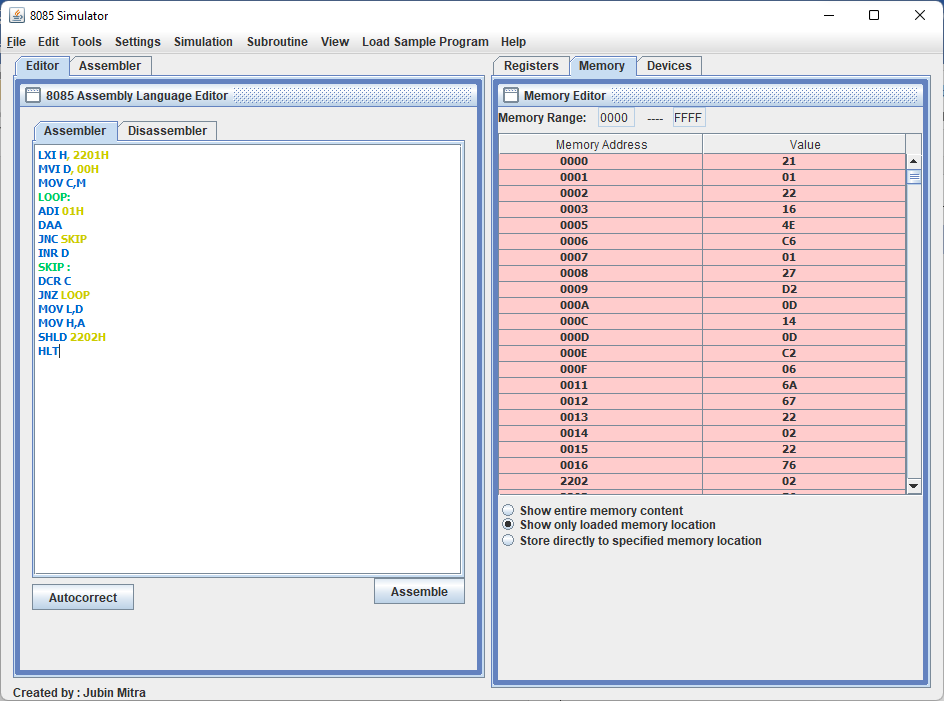 8085 Simulator
File Edit Tools Settings Simulation Subroutine View Load Sample Program Help
Editor Assembler
8085 Assembly Language Editor
Assembler Disassembler
LXI H, 2201H
MVI D, 00H
MOV C,M
LOOP:
ADI 01H
DAA
JNC SKIP
INR D
SKIP :
DCR C
JNZ LOOP
MOV L,D
MOV H,A
SHLD 2202H
HLT
Autocorrect Assemble
Registers Memory Devices
Memory Editor
Memory Range: 0000 ---- FFFF
Memory Address Value
0000 21
0001 01
0002 22
0003 16
0005 4E
0006 C6
0007 01
0008 27
0009 D2
000A 0D
000C 14
000D 0D
000E C2
000F 06
0011 6A
0012 67
0013 22
0014 02
0015 22
0016 76
2202 02
Show entire memory content
Show only loaded memory location
Store directly to specified memory location
Created by : Jubin Mitra